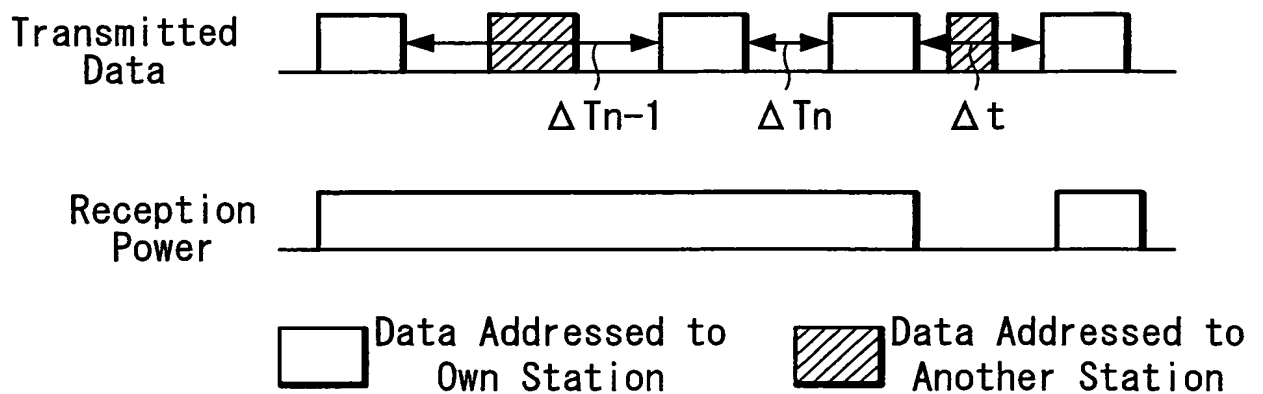 Transmitted
Data
ΔTn-1
ΔTn
Δt
Reception
Power
Data Addressed to
Own Station
Data Addressed to
Another Station